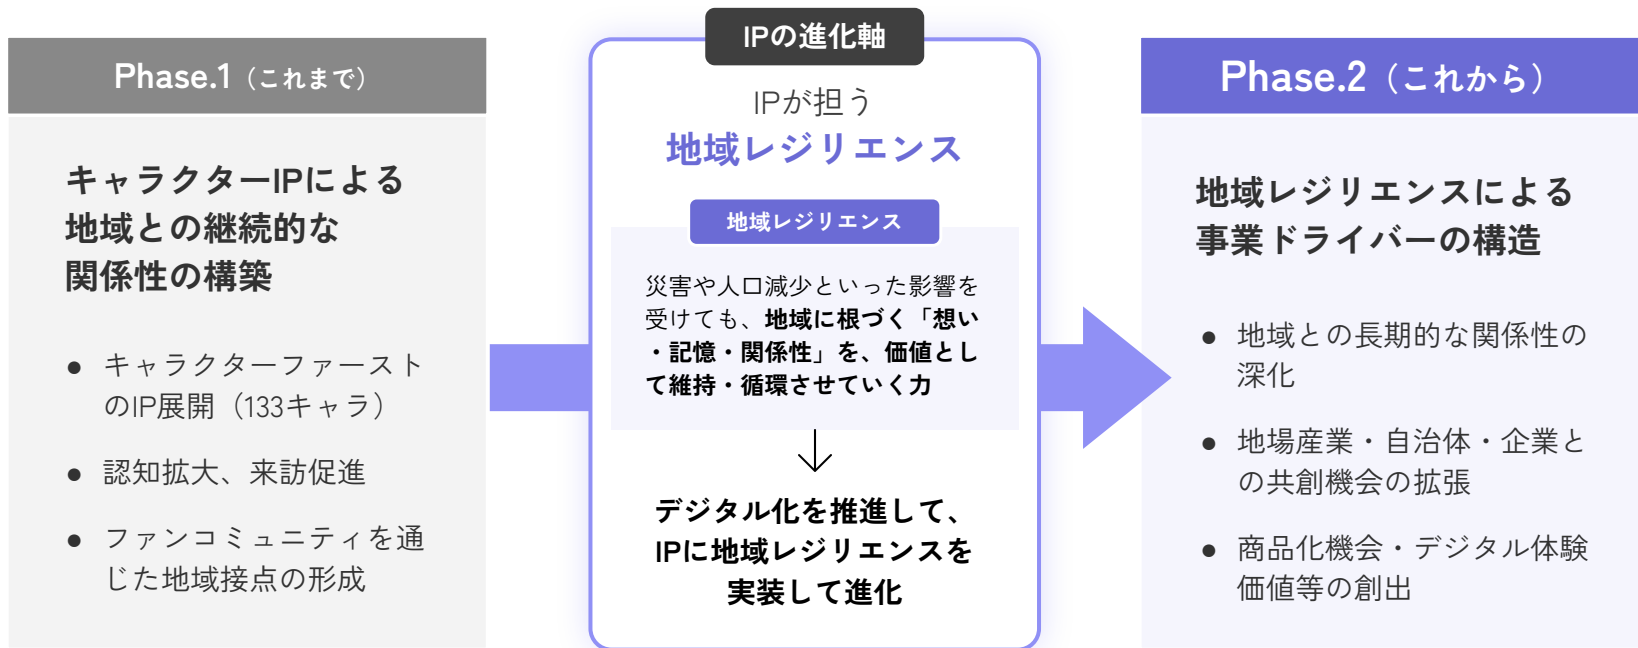 Phase.1（これまで）
キャラクターIPによる
地域との継続的な
関係性の構築
● キャラクターファースト
のIP展開（133キャラ）
● 認知拡大、来訪促進
● ファンコミュニティを通
じた地域接点の形成
IPの進化軸
IPが担う
地域レジリエンス
地域レジリエンス
災害や人口減少といった影響を
受けても、地域に根づく「想い
・記憶・関係性」を、価値とし
て維持・循環させていく力
デジタル化を推進して、
IPに地域レジリエンスを
実装して進化
Phase.2（これから）
地域レジリエンスによる
事業ドライバーの構造
● 地域との長期的な関係性の
深化
● 地場産業・自治体・企業と
の共創機会の拡張
● 商品化機会・デジタル体験
価値等の創出